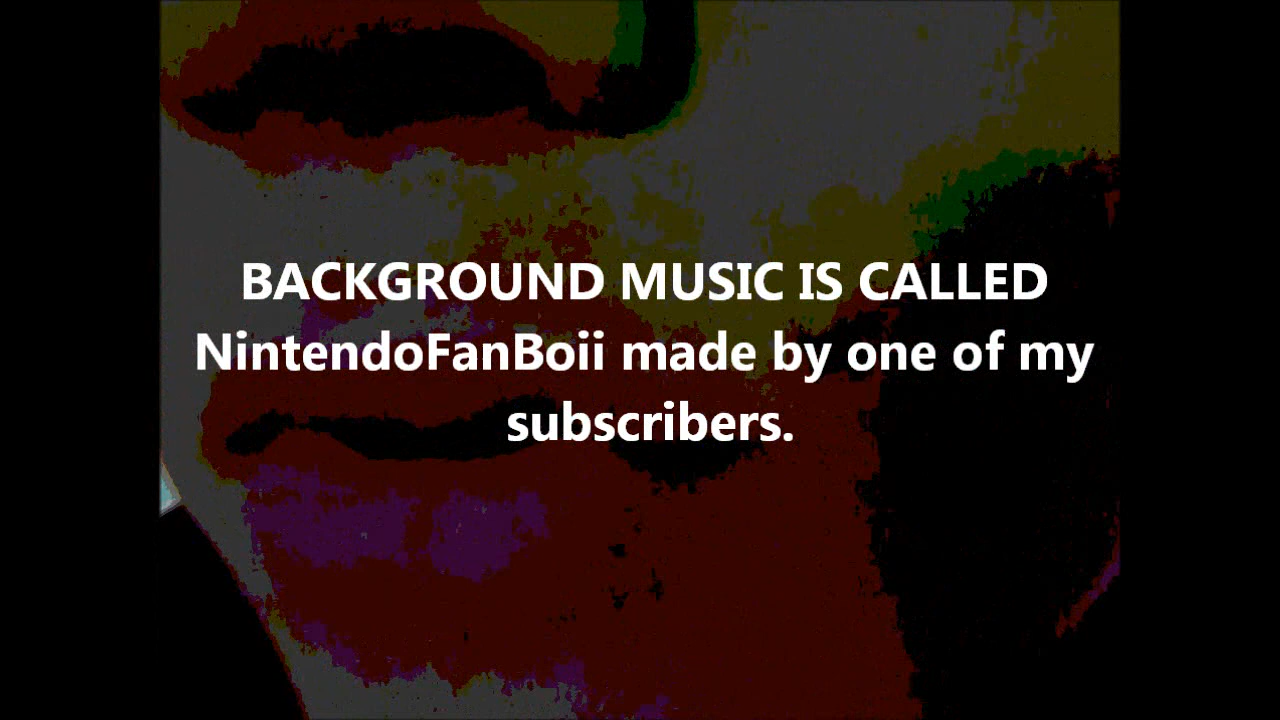 BACKGROUND MUSIC IS CALLED
NintendoFanBoii made by one of my
subscribers.